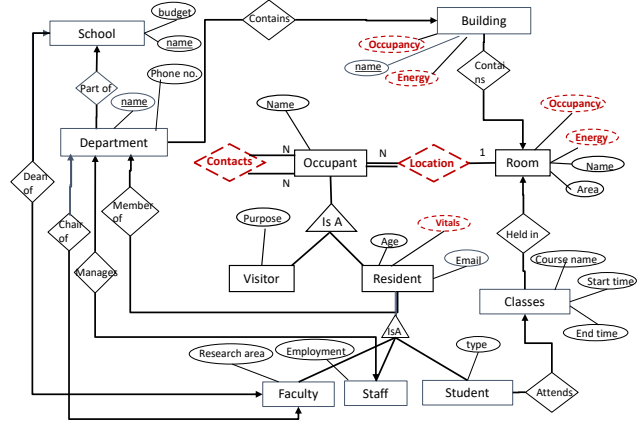 budget
School
name
Contains
Building
Occupancy
name
Energy
Contai
ns
Part of
Phone no.
name
Department
Name
Occupancy
Energy
Contacts
N
N
Occupant
N
Location
1
Room
Name
Area
Dean
of
Member
of
Chair
of
Is A
Purpose
Age
Vitals
Email
Held in
Course name
Start time
End time
Manages
Visitor
Resident
Classes
IsA
Research area
Employment
type
Faculty
Staff
Student
Attends